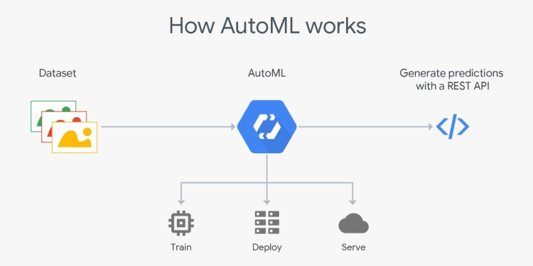 How AutoML works
Dataset
AutoML
Generate predictions
with a REST API
</>
Train
Deploy
Serve